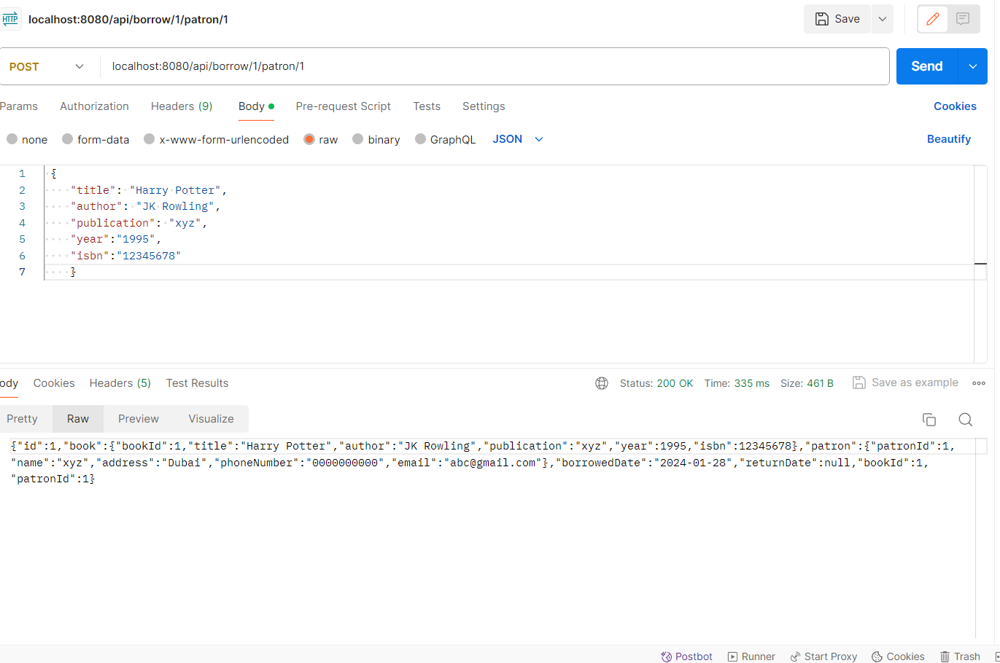 HTTP localhost:8080/api/borrow/1/patron/1 Save
POST localhost:8080/api/borrow/1/patron/1 Send
Params Authorization Headers (9) Body Pre-request Script Tests Settings Cookies
none form-data x-www-form-urlencoded raw binary GraphQL JSON Beautify
1 {
2 "title": "Harry Potter",
3 "author": "JK Rowling",
4 "publication": "xyz",
5 "year":"1995",
6 "isbn":"12345678"
7 }
ody Cookies Headers (5) Test Results Status: 200 OK Time: 335 ms Size: 461 B Save as example
Pretty Raw Preview Visualize
{"id":1,"book":{"bookId":1,"title":"Harry Potter","author":"JK Rowling","publication":"xyz","year":1995,"isbn":12345678},"patron":{"patronId":1,
"name":"xyz","address":"Dubai","phoneNumber":"0000000000","email":"abc@gmail.com"},"borrowedDate":"2024-01-28","returnDate":null,"bookId":1,
"patronId":1}
Postbot Runner Start Proxy Cookies Trash